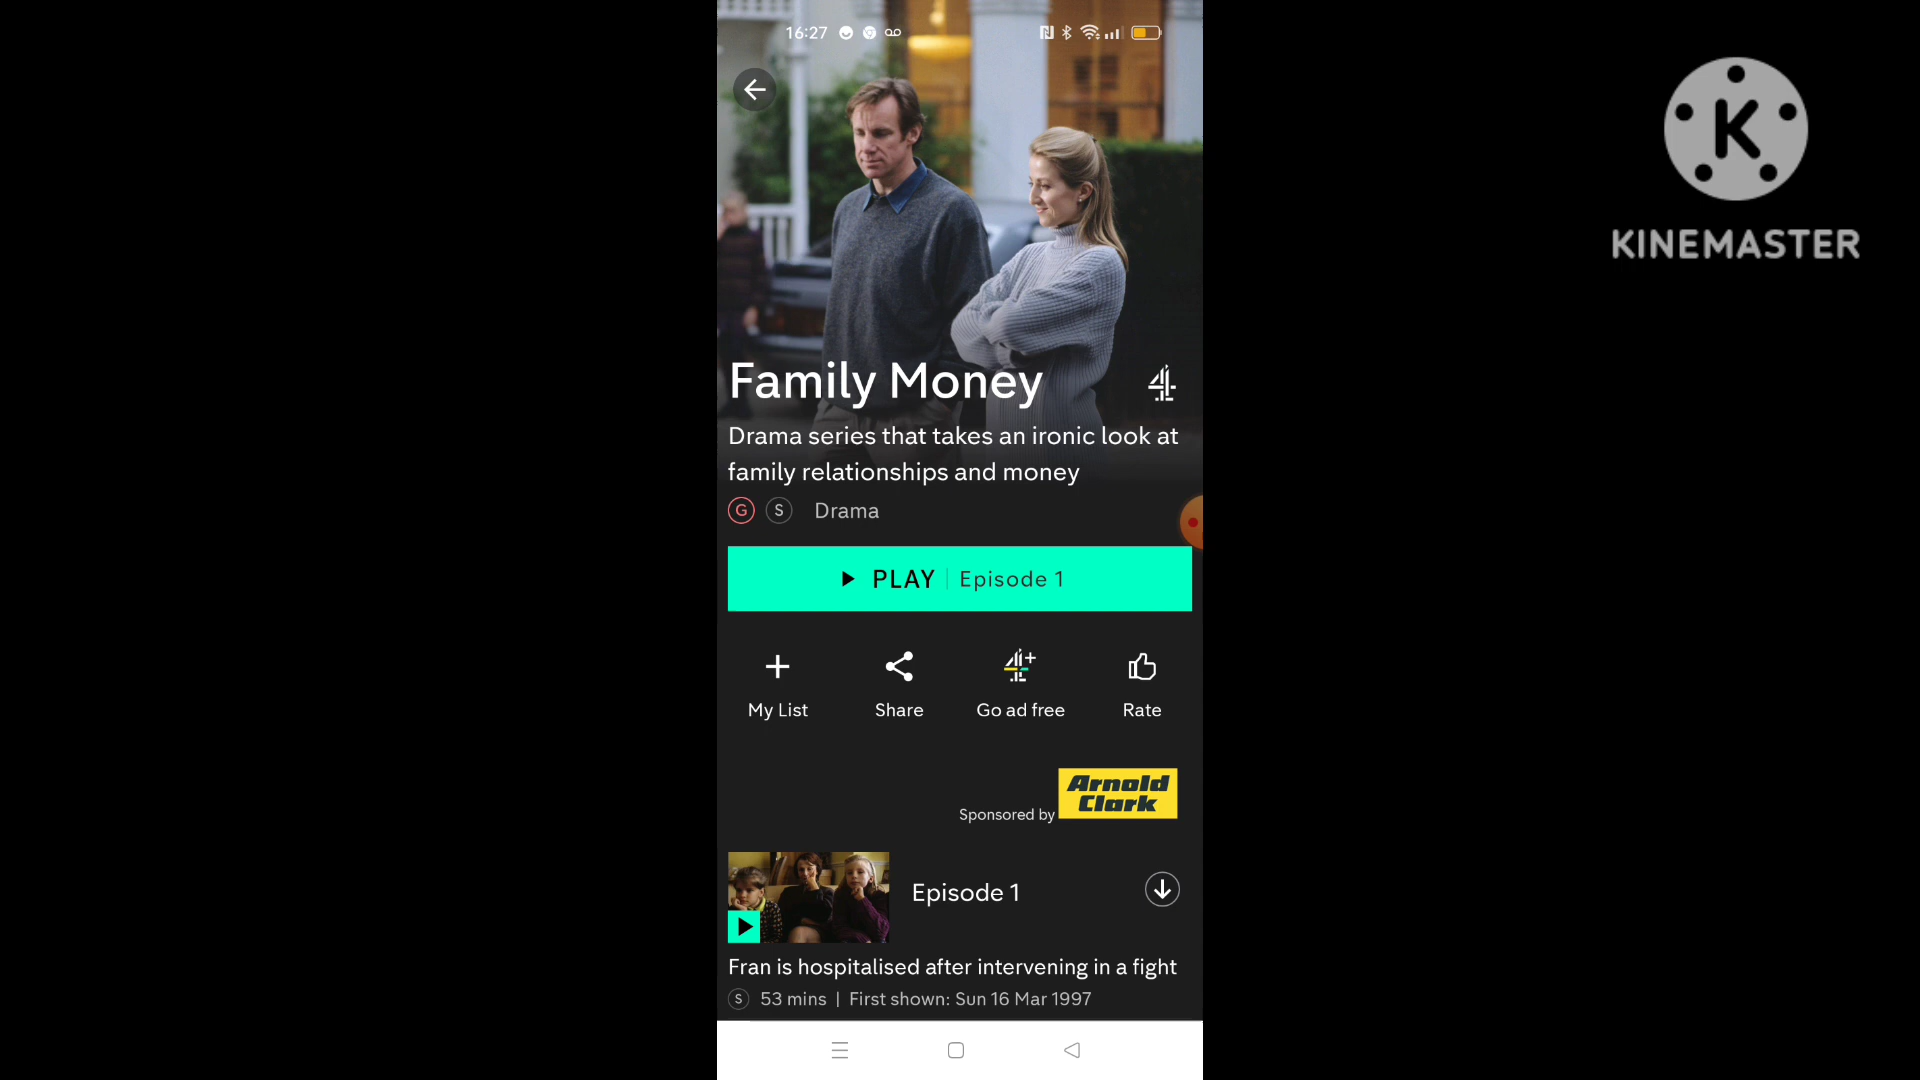 16:27
KINEMASTER
Family Money
Drama series that takes an ironic look at
family relationships and money
G S Drama
PLAY | Episode 1
My List Share Go ad free Rate
Sponsored by Arnold Clark
Episode 1
Fran is hospitalised after intervening in a fight
S 53 mins | First shown: Sun 16 Mar 1997